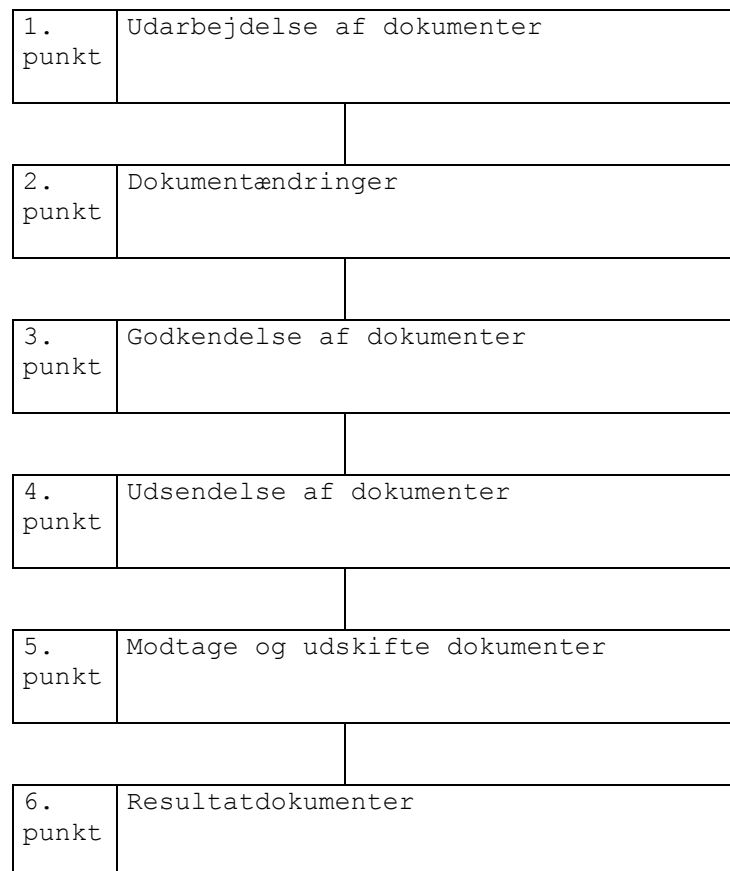 1. Udarbejdelse af dokumenter
punkt
2. Dokumentændringer
punkt
3. Godkendelse af dokumenter
punkt
4. Udsendelse af dokumenter
punkt
5. Modtage og udskifte dokumenter
punkt
6. Resultatdokumenter
punkt